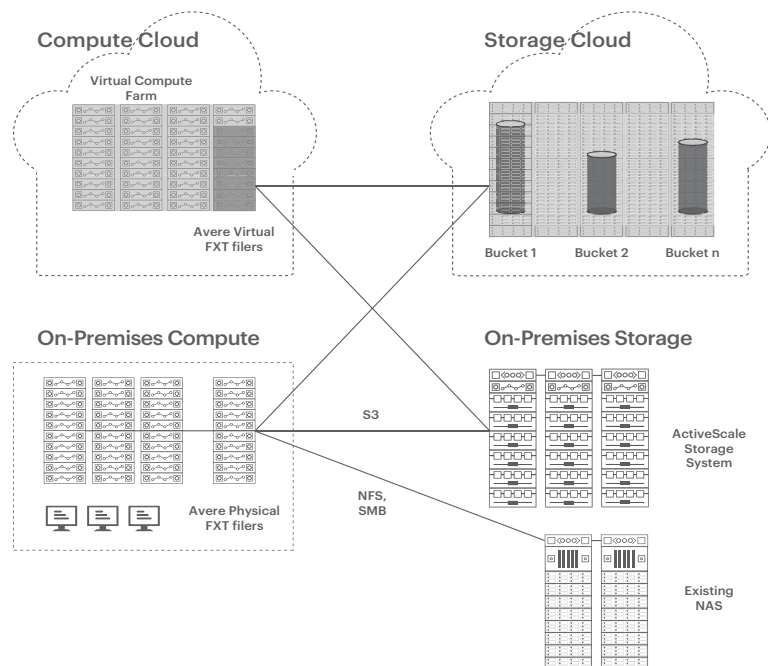 Compute Cloud
Storage Cloud
Virtual Compute
Farm
Avere Virtual
FXT filers
Bucket 1
Bucket 2
Bucket n
On-Premises Compute
On-Premises Storage
S3
ActiveScale
Storage
System
NFS,
SMB
Avere Physical
FXT filers
Existing
NAS